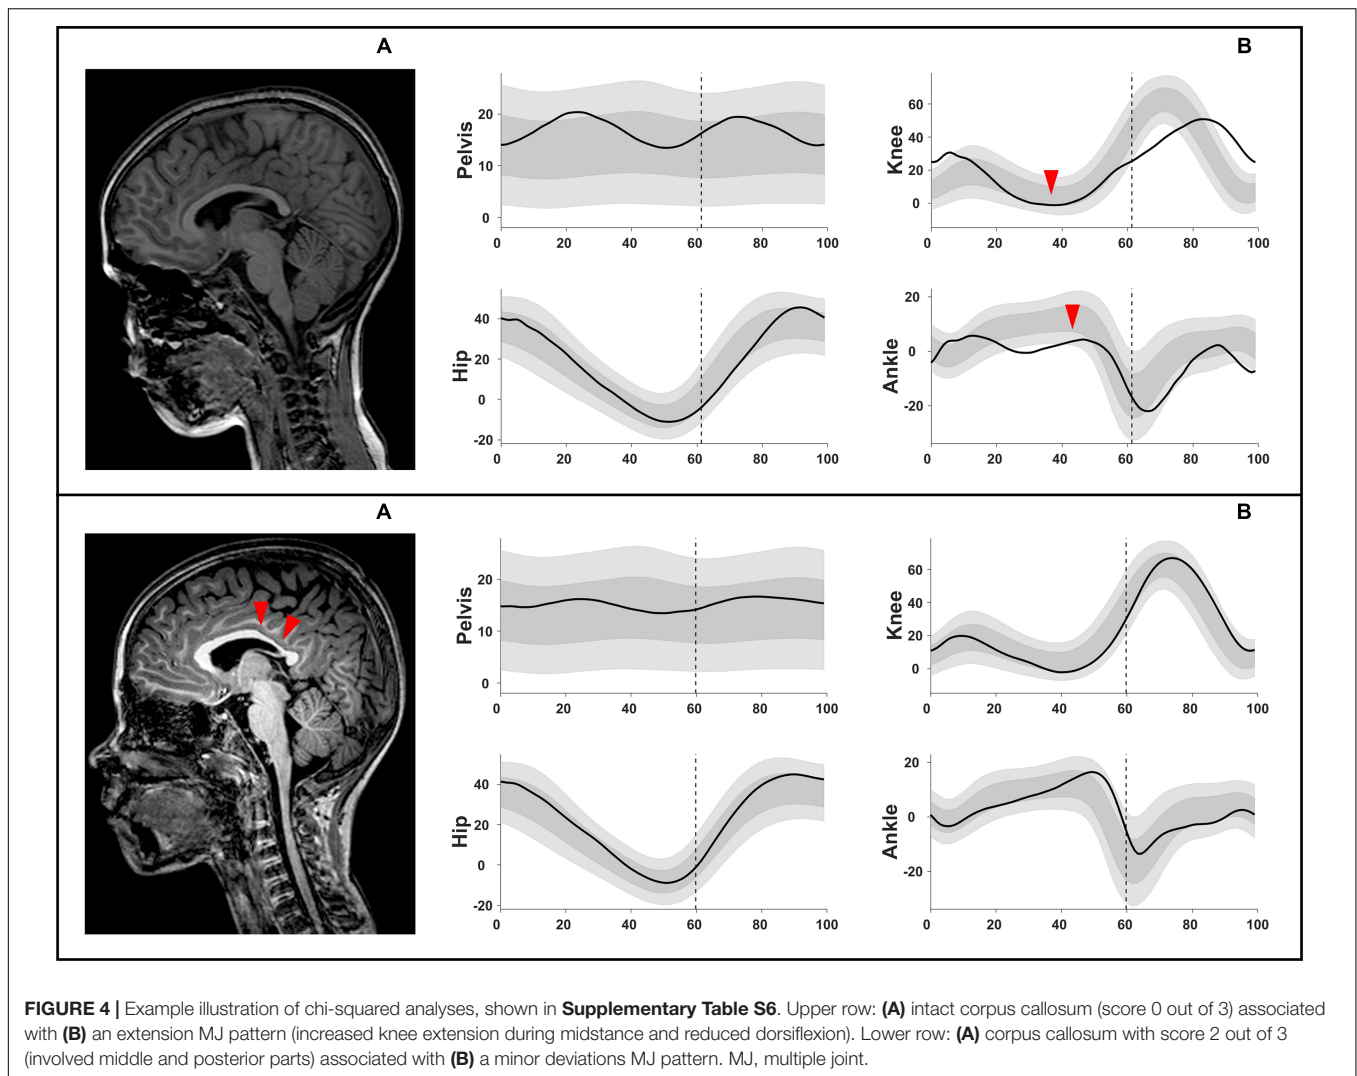 A
B
Pelvis
20
10
0
0 20 40 60 80 100
Knee
60
40
20
0
0 20 40 60 80 100
Hip
40
20
0
-20
0 20 40 60 80 100
Ankle
20
0
-20
0 20 40 60 80 100
A
B
Pelvis
20
10
0
0 20 40 60 80 100
Knee
60
40
20
0
0 20 40 60 80 100
Hip
40
20
0
-20
0 20 40 60 80 100
Ankle
20
0
-20
0 20 40 60 80 100
FIGURE 4 | Example illustration of chi-squared analyses, shown in Supplementary Table S6. Upper row: (A) intact corpus callosum (score 0 out of 3) associated
with (B) an extension MJ pattern (increased knee extension during midstance and reduced dorsiflexion). Lower row: (A) corpus callosum with score 2 out of 3
(involved middle and posterior parts) associated with (B) a minor deviations MJ pattern. MJ, multiple joint.